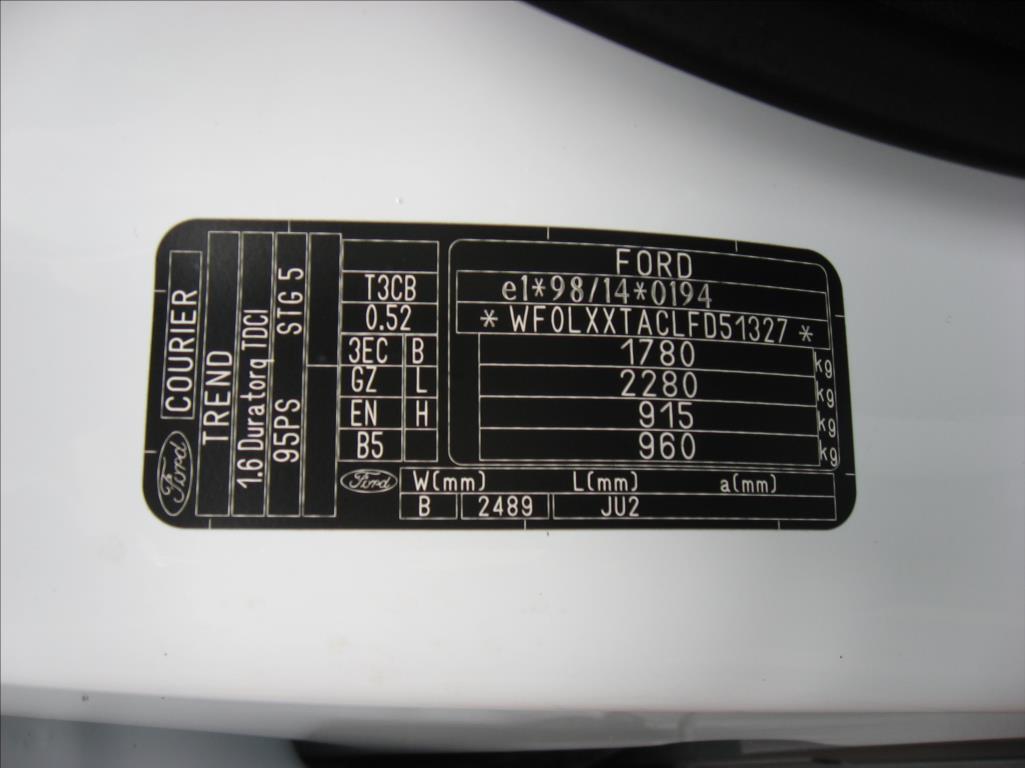 Ford
COURIER
TREND
1.6 Duratorq TDCI
95PS STG 5
T3CB
0.52
3EC B
GZ L
EN H
B5
FORD
e1*98/14*0194
* WF0LXXTACLFD51327 *
1780 kg
2280 kg
915 kg
960 kg
Ford
W(mm) L(mm) a(mm)
B 2489 JU2